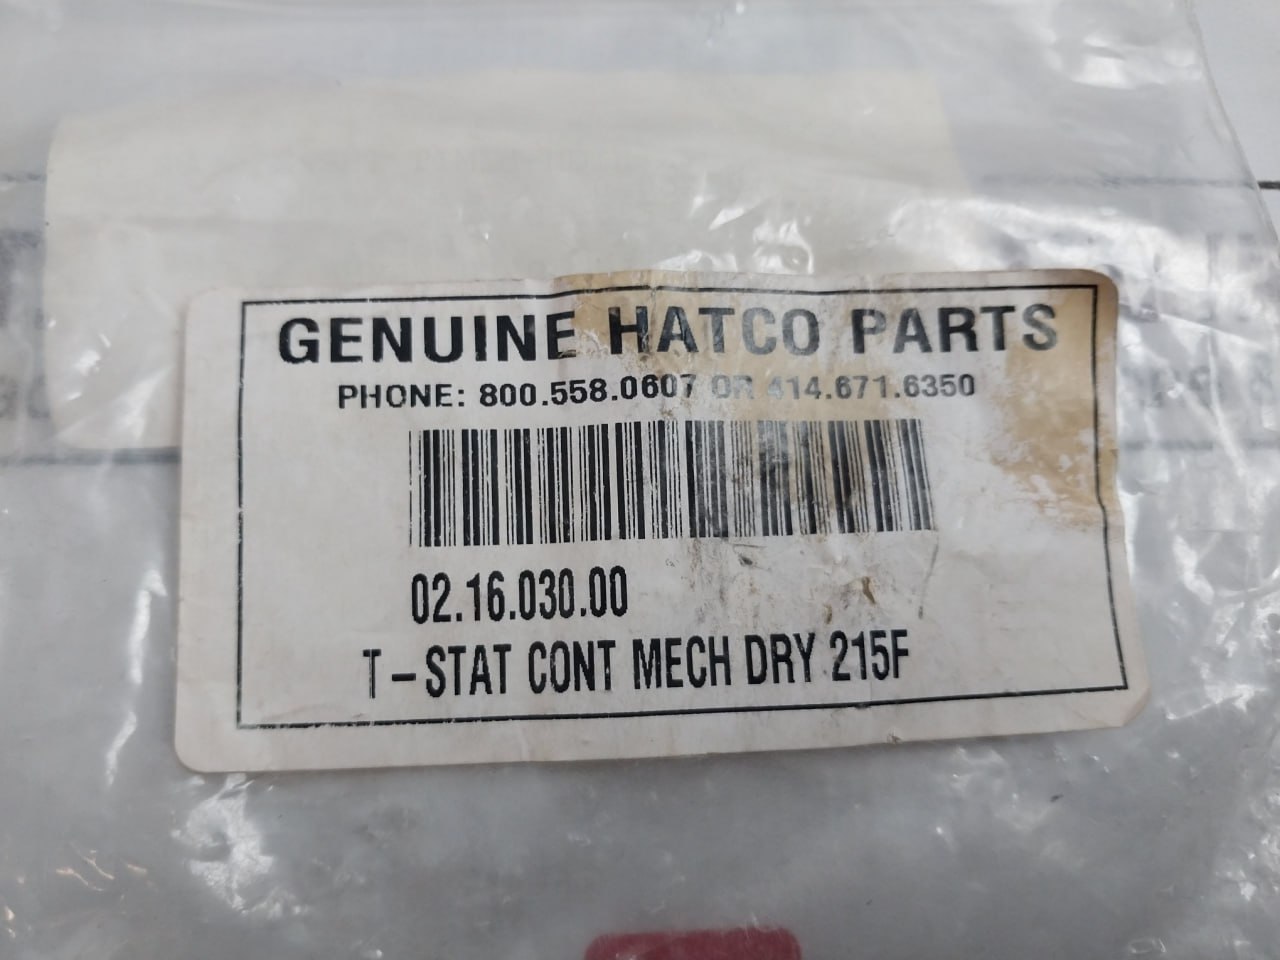 GENUINE HATCO PARTS
PHONE: 800.558.0607 OR 414.671.6350
02.16.030.00
T-STAT CONT MECH DRY 215F